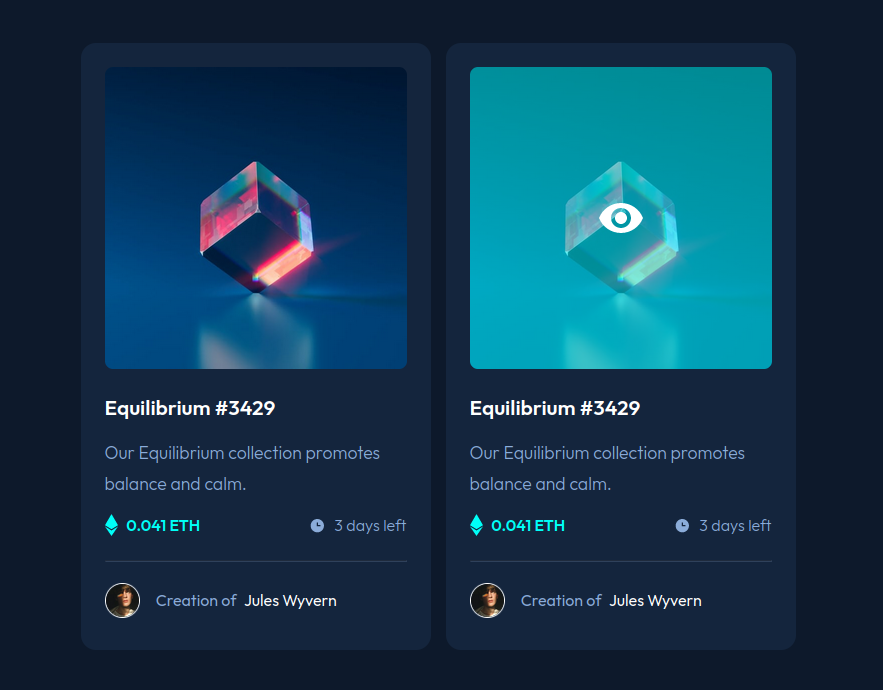 Equilibrium #3429
Our Equilibrium collection promotes
balance and calm.
0.041 ETH
3 days left
Creation of Jules Wyvern
Equilibrium #3429
Our Equilibrium collection promotes
balance and calm.
0.041 ETH
3 days left
Creation of Jules Wyvern